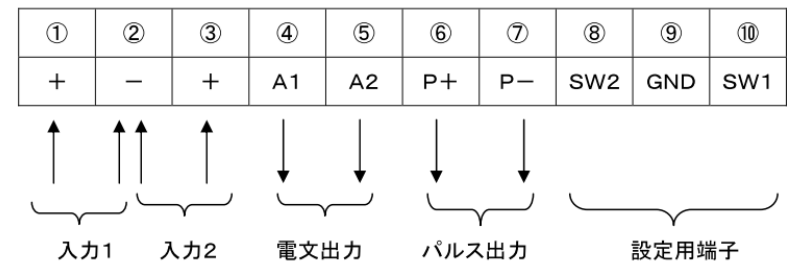 ① ② ③ ④ ⑤ ⑥ ⑦ ⑧ ⑨ ⑩
+ － + A1 A2 P+ P－ SW2 GND SW1
入力1 入力2 電文出力 パルス出力 設定用端子